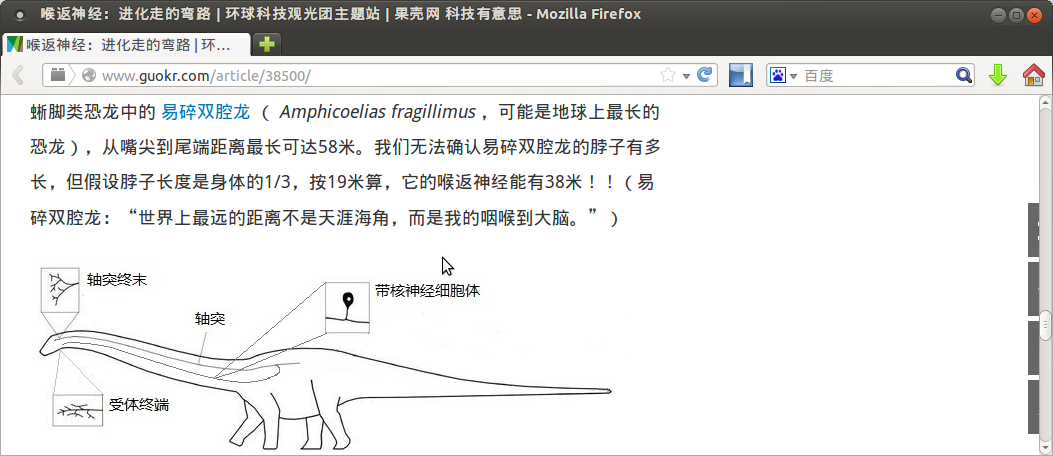 喉返神经：进化走的弯路 | 环球科技观光团主题站 | 果壳网 科技有意思 - Mozilla Firefox
喉返神经：进化走的弯路 | 环…
www.guokr.com/article/38500/
百度
蜥脚类恐龙中的 易碎双腔龙 （ Amphicoelias fragillimus ，可能是地球上最长的
恐龙），从嘴尖到尾端距离最长可达58米。我们无法确认易碎双腔龙的脖子有多
长，但假设脖子长度是身体的1/3，按19米算，它的喉返神经能有38米！！（易
碎双腔龙：“世界上最远的距离不是天涯海角，而是我的咽喉到大脑。”）
轴突终末
带核神经细胞体
轴突
受体终端